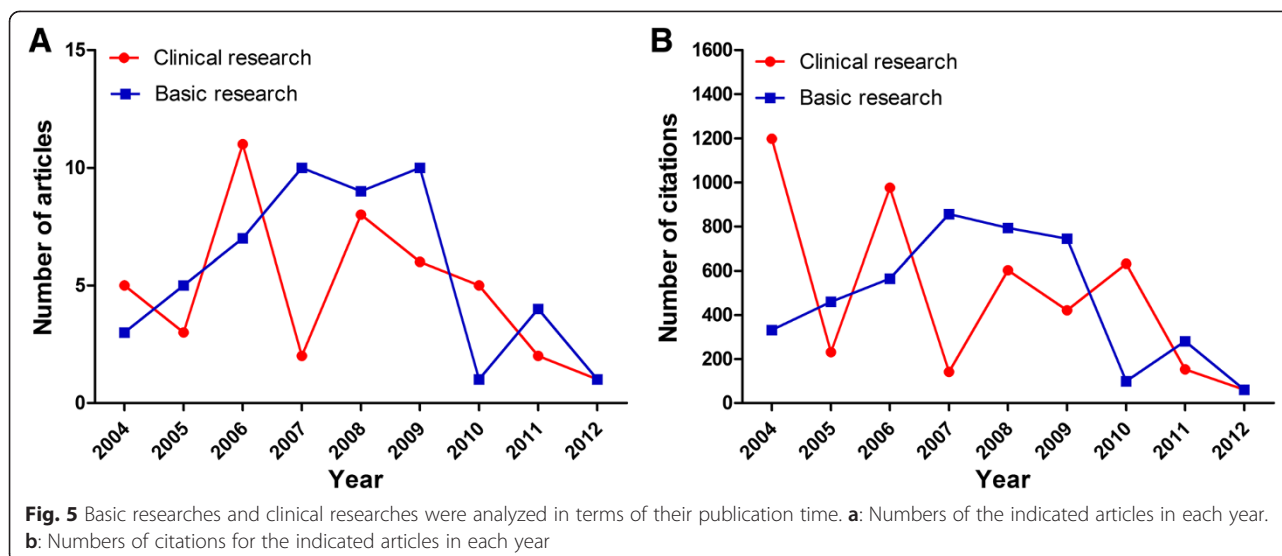 A
Clinical research
Basic research
Number of articles
15
10
5
0
2004
2005
2006
2007
2008
2009
2010
2011
2012
Year
B
Clinical research
Basic research
Number of citations
1600
1400
1200
1000
800
600
400
200
0
2004
2005
2006
2007
2008
2009
2010
2011
2012
Year
Fig. 5 Basic researches and clinical researches were analyzed in terms of their publication time. a: Numbers of the indicated articles in each year.
b: Numbers of citations for the indicated articles in each year